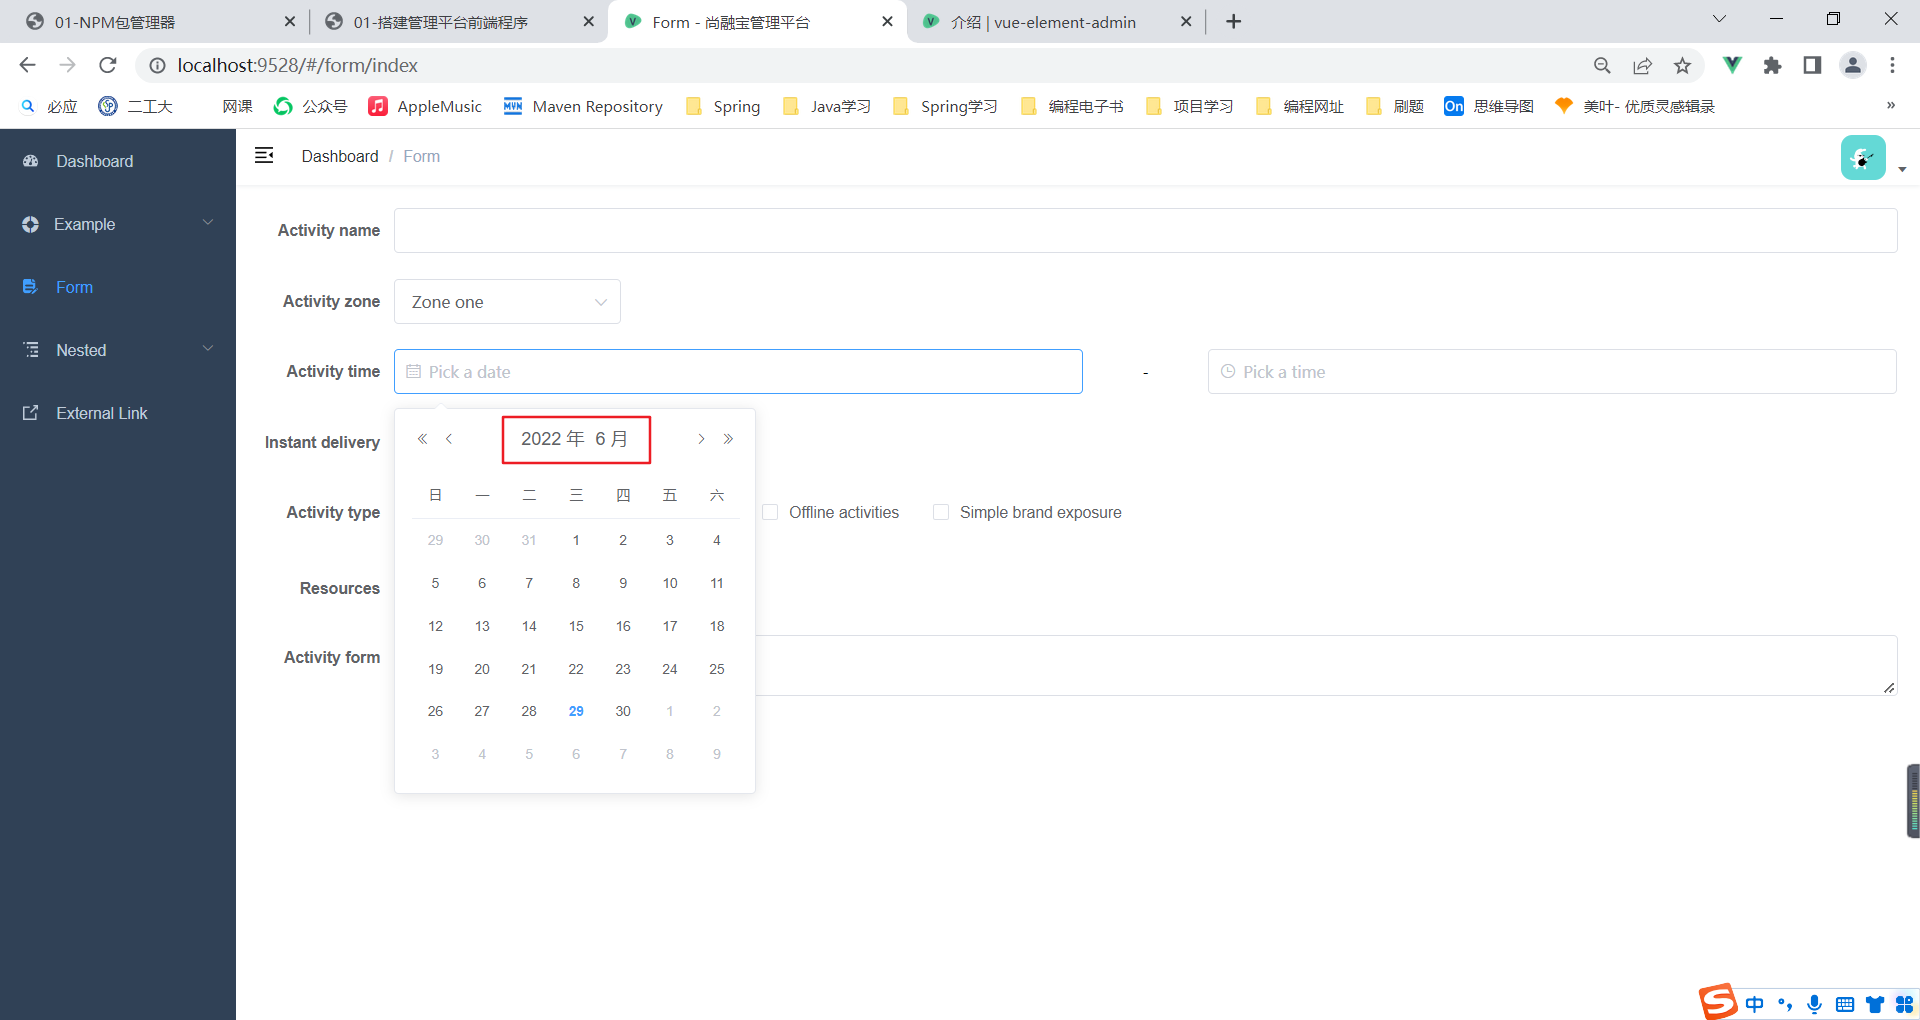 01-NPM包管理器
01-搭建管理平台前端程序
Form - 尚融宝管理平台
介绍 | vue-element-admin
localhost:9528/#/form/index
必应 二工大 网课 公众号 AppleMusic Maven Repository Spring Java学习 Spring学习 编程电子书 项目学习 编程网址 刷题 On 思维导图 美叶- 优质灵感辑录 »
Dashboard
Example
Form
Nested
External Link
Dashboard / Form
Activity name
Activity zone Zone one
Activity time Pick a date - Pick a time
Instant delivery
Activity type Offline activities Simple brand exposure
Resources
Activity form
2022 年 6 月
日 一 二 三 四 五 六
29 30 31 1 2 3 4
5 6 7 8 9 10 11
12 13 14 15 16 17 18
19 20 21 22 23 24 25
26 27 28 29 30 1 2
3 4 5 6 7 8 9
中